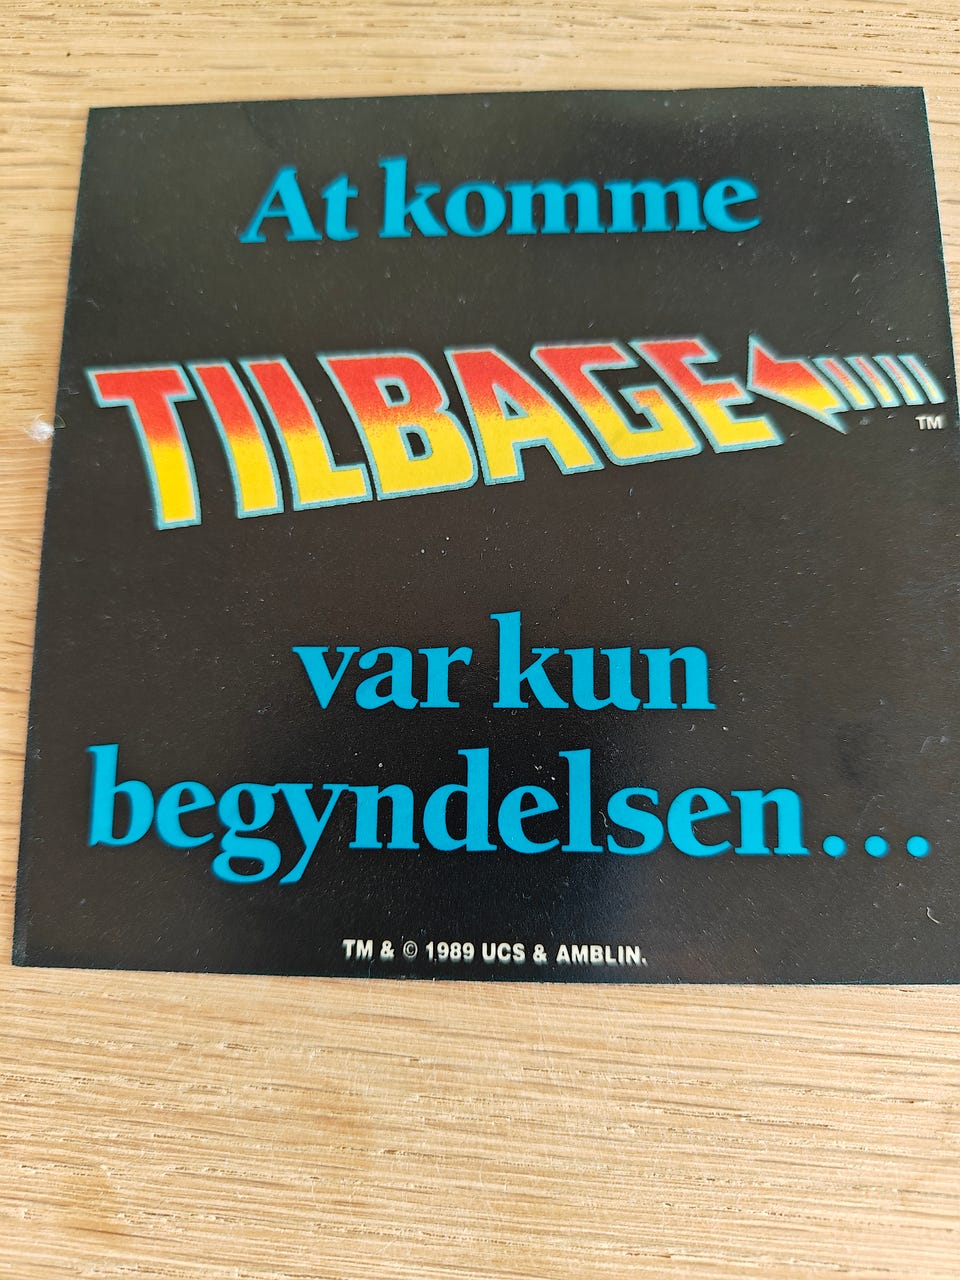 At komme
TILBAGE
TM
var kun
begyndelsen...
TM & © 1989 UCS & AMBLIN.